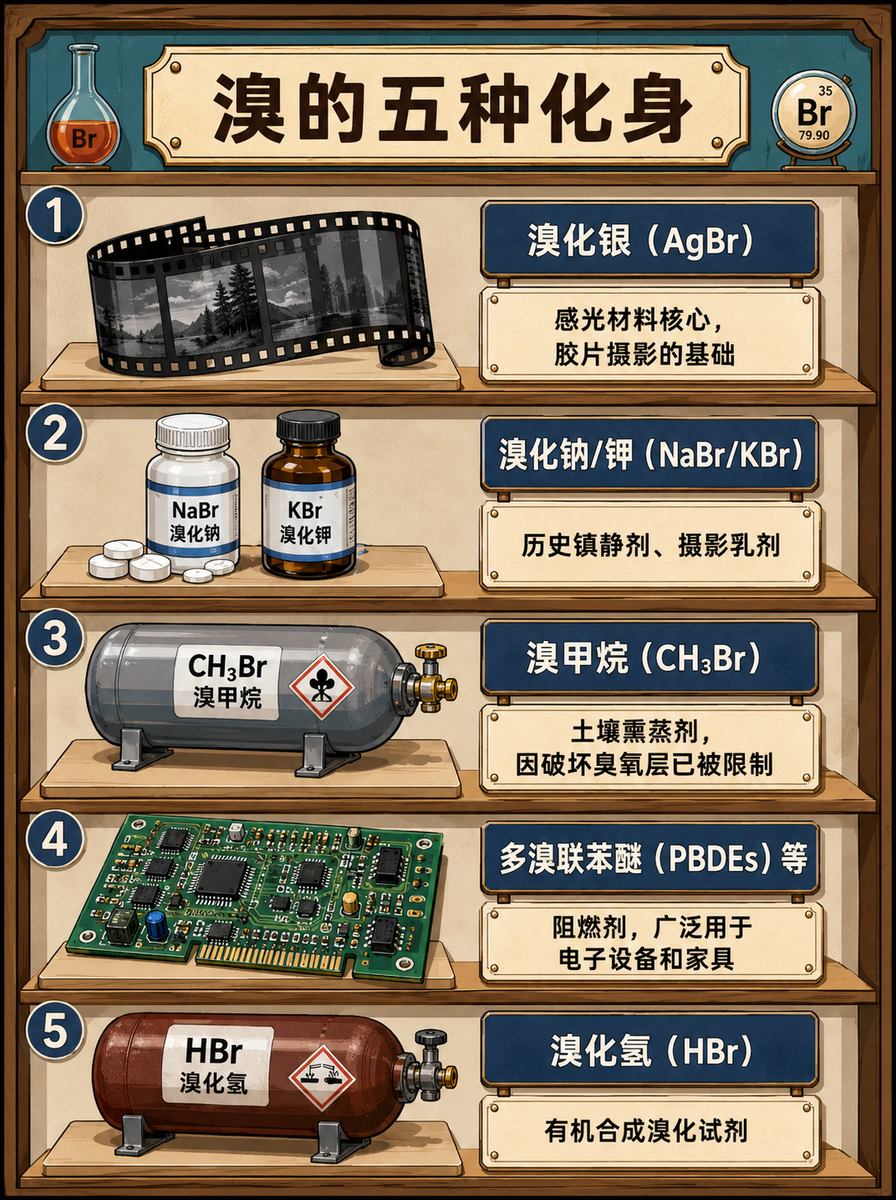 溴的五种化身
Br
35
Br
79.90
1
溴化银（AgBr）
感光材料核心，
胶片摄影的基础
2
NaBr
溴化钠
KBr
溴化钾
溴化钠/钾（NaBr/KBr）
历史镇静剂、摄影乳剂
3
CH₃Br
溴甲烷
溴甲烷（CH₃Br）
土壤熏蒸剂，
因破坏臭氧层已被限制
4
多溴联苯醚（PBDEs）等
阻燃剂，广泛用于
电子设备和家具
5
HBr
溴化氢
溴化氢（HBr）
有机合成溴化试剂